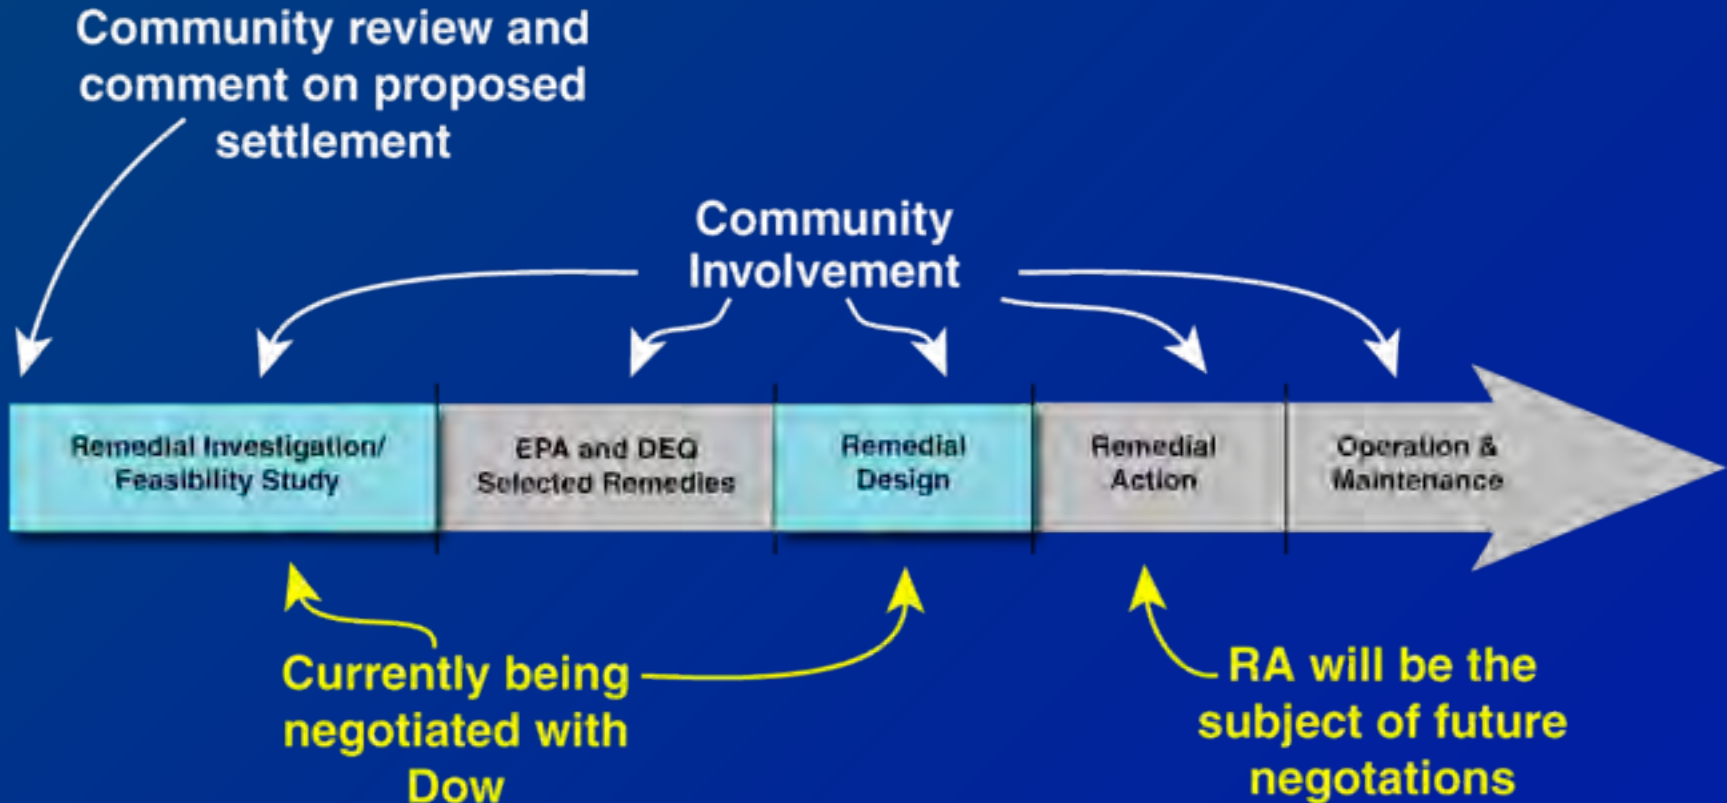 Community review and
comment on proposed
settlement
Community
Involvement
Remedial Investigation/
Feasibility Study
EPA and DEQ
Selected Remedies
Remedial
Design
Remedial
Action
Operation &
Maintenance
Currently being
negotiated with
Dow
RA will be the
subject of future
negotations